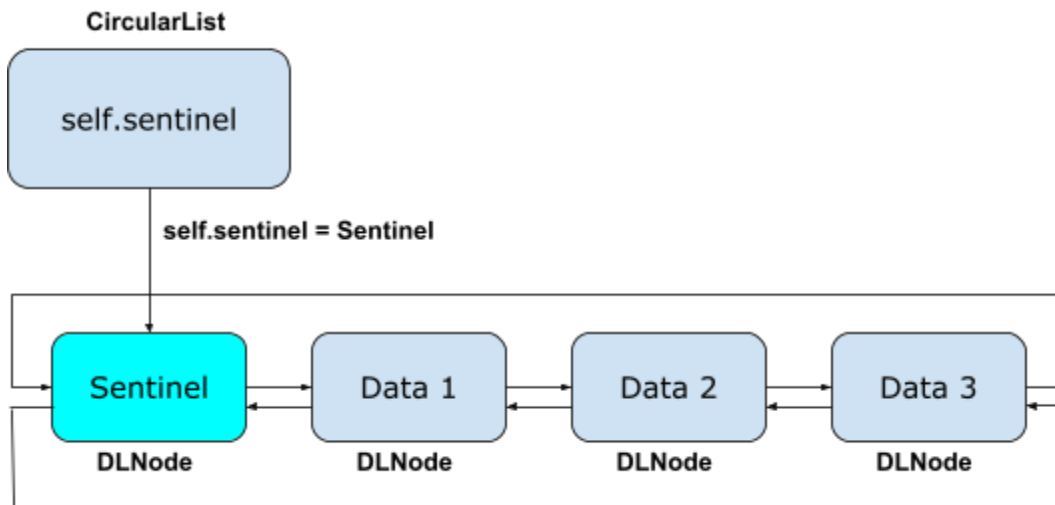 CircularList
self.sentinel
self.sentinel = Sentinel
Sentinel
Data 1
Data 2
Data 3
DLNode
DLNode
DLNode
DLNode